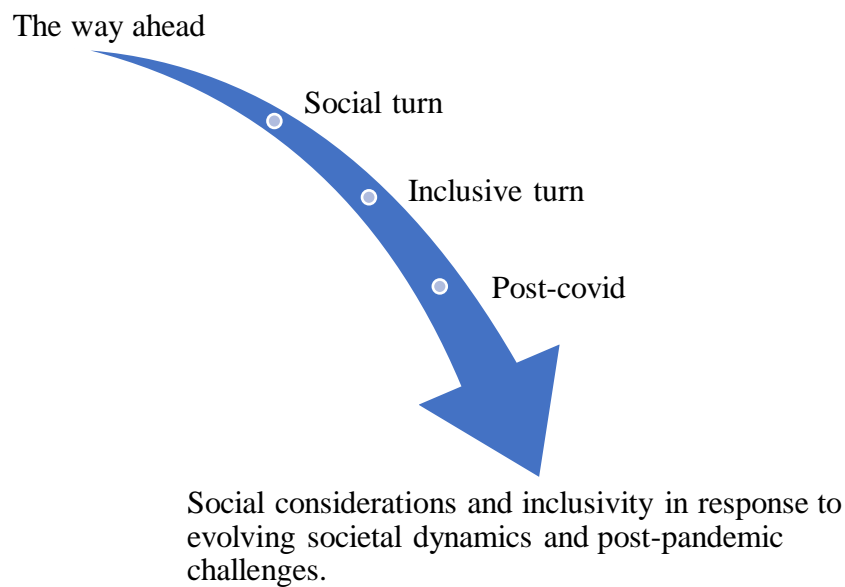 The way ahead
Social turn
Inclusive turn
Post-covid
Social considerations and inclusivity in response to
evolving societal dynamics and post-pandemic
challenges.